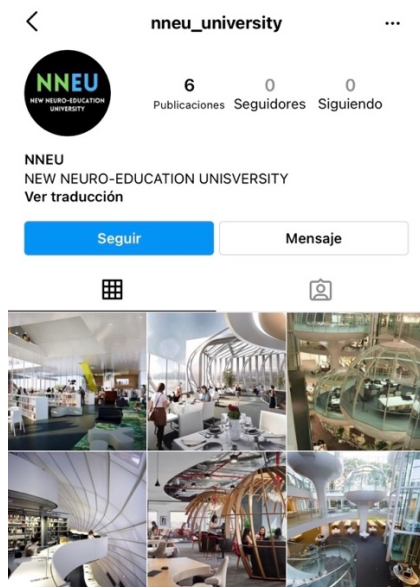 nneu_university
NNEU
NEW NEURO-EDUCATION
UNIVERSITY
6 0 0
Publicaciones Seguidores Siguiendo
NNEU
NEW NEURO-EDUCATION UNISVERSITY
Ver traducción
Seguir Mensaje